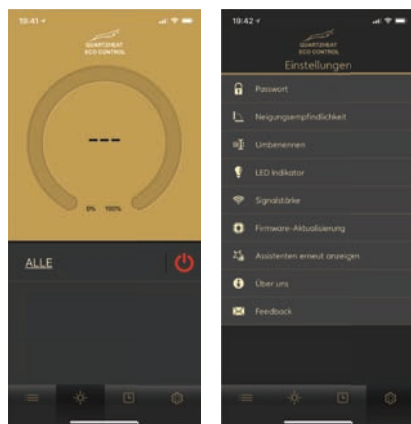 19:41
QUARTZHEAT
ECO CONTROL
---
0% 100%
ALLE
19:42
QUARTZHEAT
ECO CONTROL
Einstellungen
Passwort
Neigungsempfindlichkeit
Umbenennen
LED Indikator
Signalstärke
Firmware-Aktualisierung
Assistenten erneut anzeigen
Über uns
Feedback